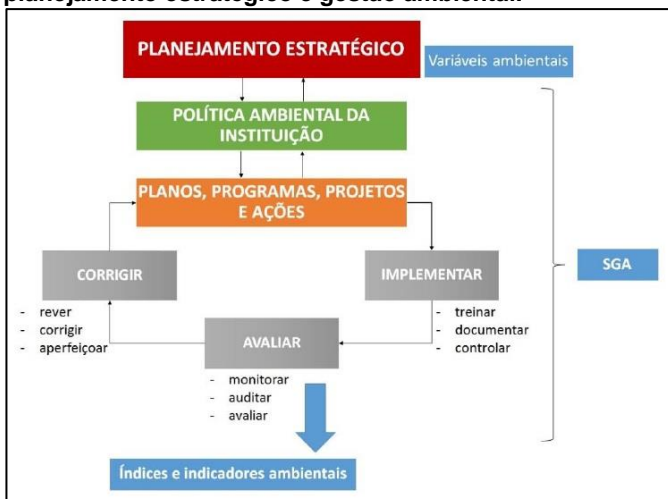 planejamento estratégico e gestão ambiental.
PLANEJAMENTO ESTRATÉGICO
Variáveis ambientais
POLÍTICA AMBIENTAL DA
INSTITUIÇÃO
PLANOS, PROGRAMAS, PROJETOS
E AÇÕES
CORRIGIR
IMPLEMENTAR
SGA
- rever
- corrigir
- aperfeiçoar
- treinar
- documentar
- controlar
AVALIAR
- monitorar
- auditar
- avaliar
Índices e indicadores ambientais